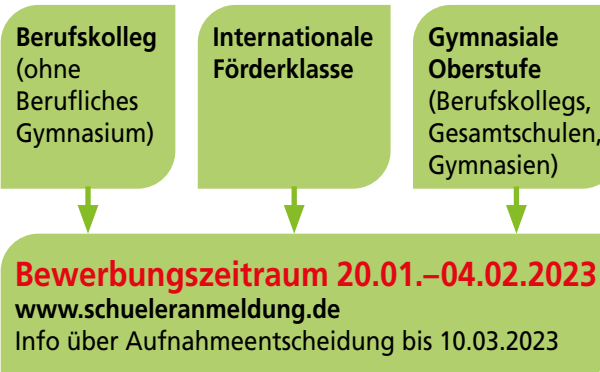 Berufskolleg
(ohne
Berufliches
Gymnasium)
Internationale
Förderklasse
Gymnasiale
Oberstufe
(Berufskollegs,
Gesamtschulen,
Gymnasien)
Bewerbungszeitraum 20.01.–04.02.2023
www.schueleranmeldung.de
Info über Aufnahmeentscheidung bis 10.03.2023